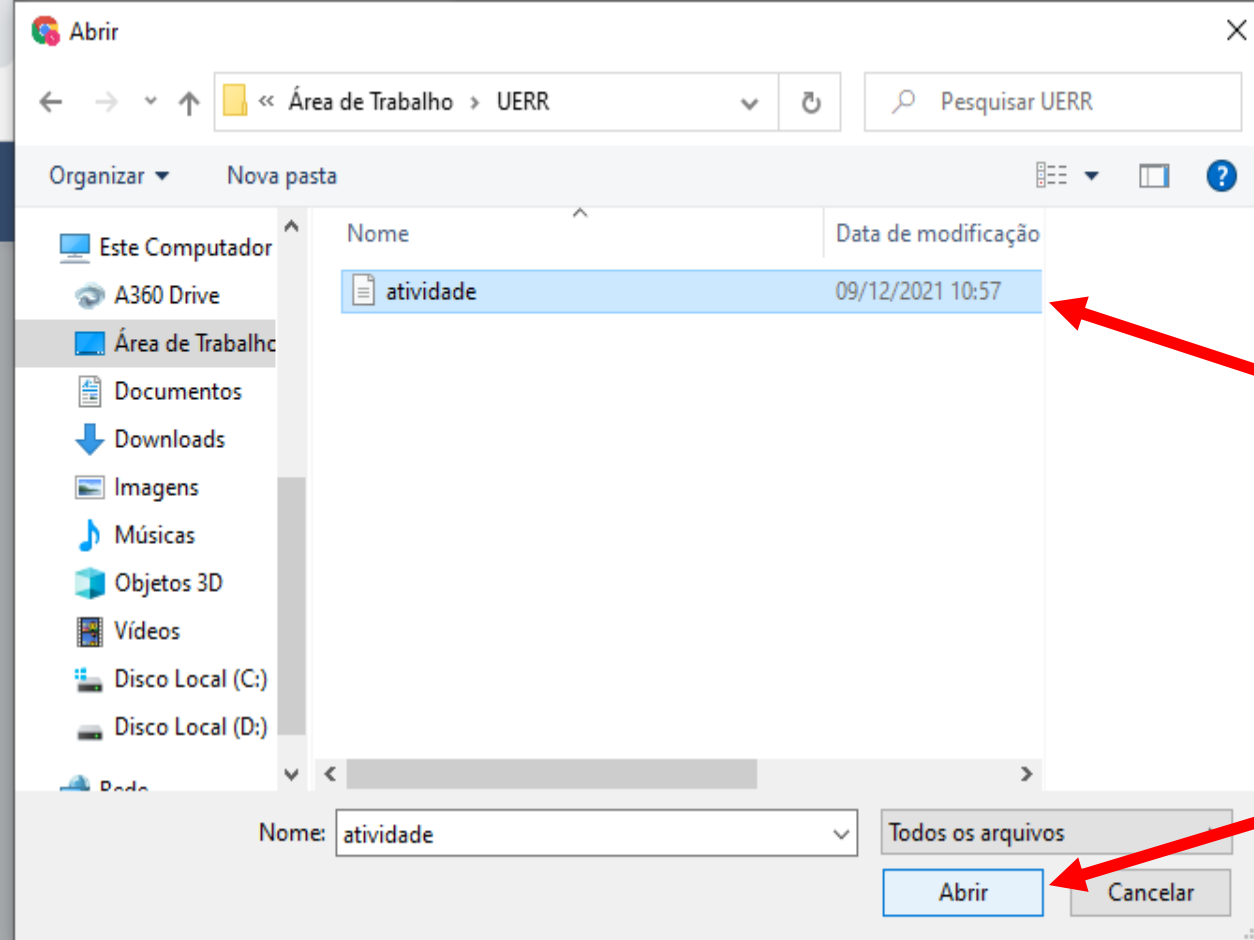 Abrir
« Área de Trabalho › UERR
Pesquisar UERR
Organizar
Nova pasta
?
Nome
Data de modificação
atividade
09/12/2021 10:57
Este Computador
A360 Drive
Área de Trabalho
Documentos
Downloads
Imagens
Músicas
Objetos 3D
Vídeos
Disco Local (C:)
Disco Local (D:)
Rede
Nome: atividade
Todos os arquivos
Abrir
Cancelar